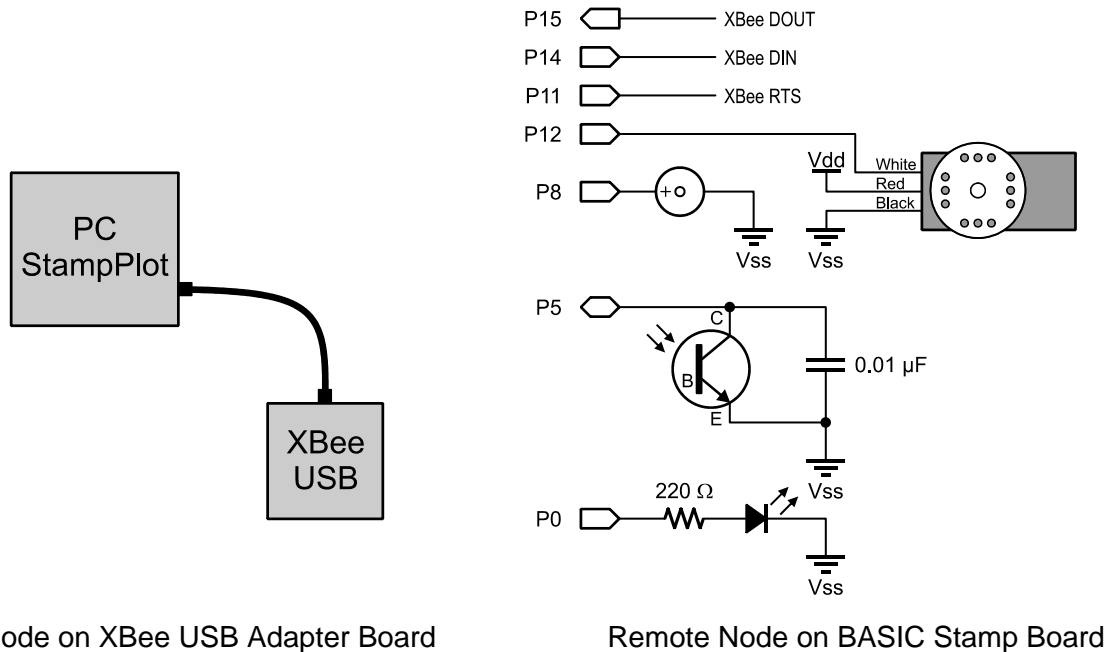 P15 XBee DOUT
P14 XBee DIN
P11 XBee RTS
P12
Vdd White
Red
Black
P8
+
Vss Vss
PC
StampPlot
XBee
USB
P5
C
B
E
0.01 µF
Vss
220 Ω
P0
Vss
ode on XBee USB Adapter Board
Remote Node on BASIC Stamp Board